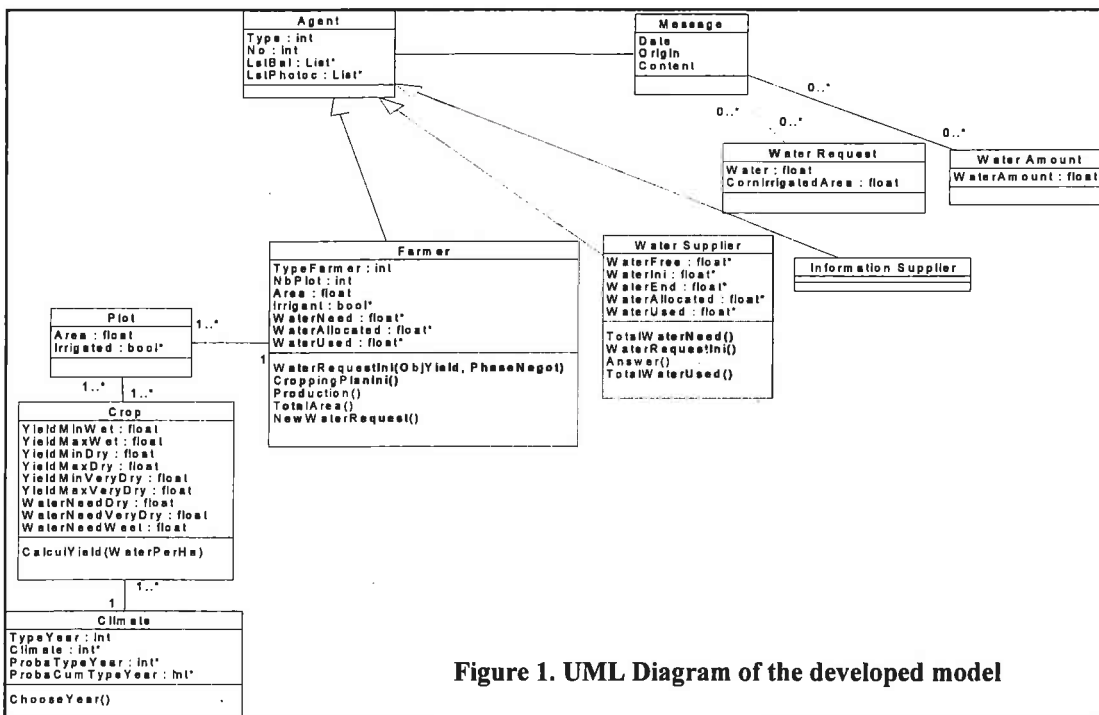 Agent
Type : int
No : int
LstBal : List*
LstPhotoc : List*
Message
Date
Origin
Content
0..*
0..*
0..*
0..*
Water Request
Water : float
CornIrrigatedArea : float
Water Amount
WaterAmount : float
Farmer
TypeFarmer : int
NbPlot : int
Area : float
Irrigant : bool*
WaterNeed : float*
WaterAllocated : float*
WaterUsed : float*
WaterRequestIni(ObjYield, PhaseNegot)
CroppingPlanIni()
Production()
TotalArea()
NewWaterRequest()
Water Supplier
WaterFree : float*
WaterIni : float*
WaterEnd : float*
WaterAllocated : float*
WaterUsed : float*
TotalWaterNeed()
WaterRequestIni()
Answer()
TotalWaterUsed()
Information Supplier
Plot
Area : float
Irrigated : bool*
1..*
1
1..*
1..*
Crop
YieldMinWet : float
YieldMaxWet : float
YieldMinDry : float
YieldMaxDry : float
YieldMinVeryDry : float
YieldMaxVeryDry : float
WaterNeedDry : float
WaterNeedVeryDry : float
WaterNeedWeet : float
CalculYield(WaterPerHa)
1..*
1
Climate
TypeYear : int
Climate : int*
ProbaTypeYear : int*
ProbaCumTypeYear : int*
ChooseYear()
Figure 1. UML Diagram of the developed model